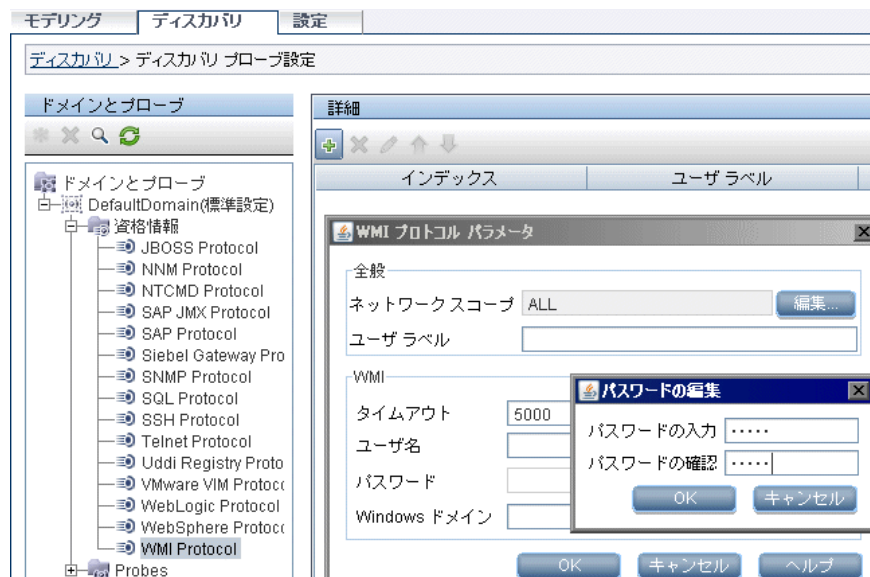 モデリング ディスカバリ 設定
ディスカバリ > ディスカバリ プローブ設定
ドメインとプローブ
ドメインとプローブ
DefaultDomain(標準設定)
資格情報
JBOSS Protocol
NNM Protocol
NTCMD Protocol
SAP JMX Protocol
SAP Protocol
Siebel Gateway Pro
SNMP Protocol
SQL Protocol
SSH Protocol
Telnet Protocol
Uddi Registry Proto
VMware VIM Protoc
WebLogic Protocol
WebSphere Protoc
WMI Protocol
Probes
詳細
インデックス ユーザ ラベル
WMI プロトコル パラメータ
全般
ネットワーク スコープ ALL 編集...
ユーザ ラベル
WMI
タイムアウト 5000
ユーザ名
パスワード
Windows ドメイン
OK キャンセル ヘルプ
パスワードの編集
パスワードの入力 •••••
パスワードの確認 •••••
OK キャンセル